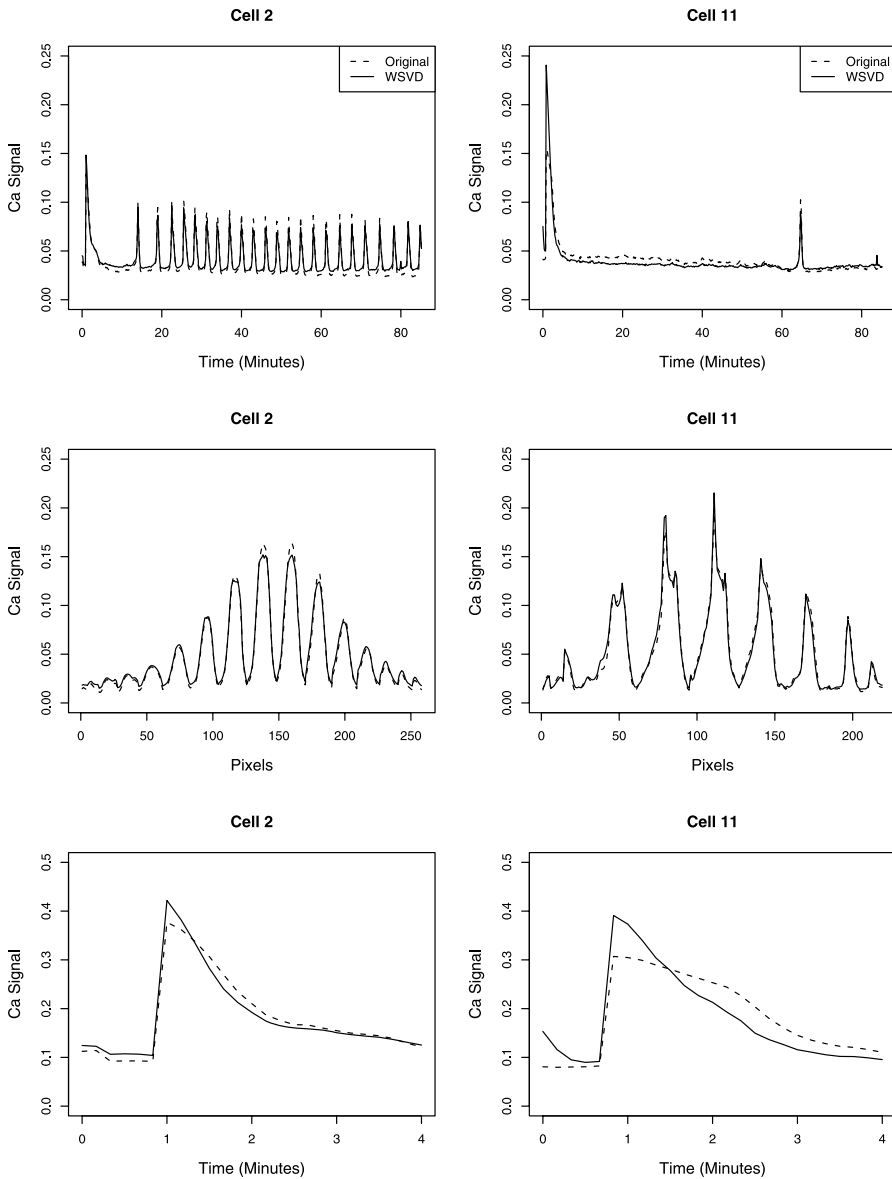 Cell 2
Original
WSVD
Ca Signal
0.00 0.05 0.10 0.15 0.20 0.25
0 20 40 60 80
Time (Minutes)
Cell 11
Original
WSVD
Ca Signal
0.00 0.05 0.10 0.15 0.20 0.25
0 20 40 60 80
Time (Minutes)
Cell 2
Ca Signal
0.00 0.05 0.10 0.15 0.20 0.25
0 50 100 150 200 250
Pixels
Cell 11
Ca Signal
0.00 0.05 0.10 0.15 0.20 0.25
0 50 100 150 200
Pixels
Cell 2
Ca Signal
0.0 0.1 0.2 0.3 0.4 0.5
0 1 2 3 4
Time (Minutes)
Cell 11
Ca Signal
0.0 0.1 0.2 0.3 0.4 0.5
0 1 2 3 4
Time (Minutes)